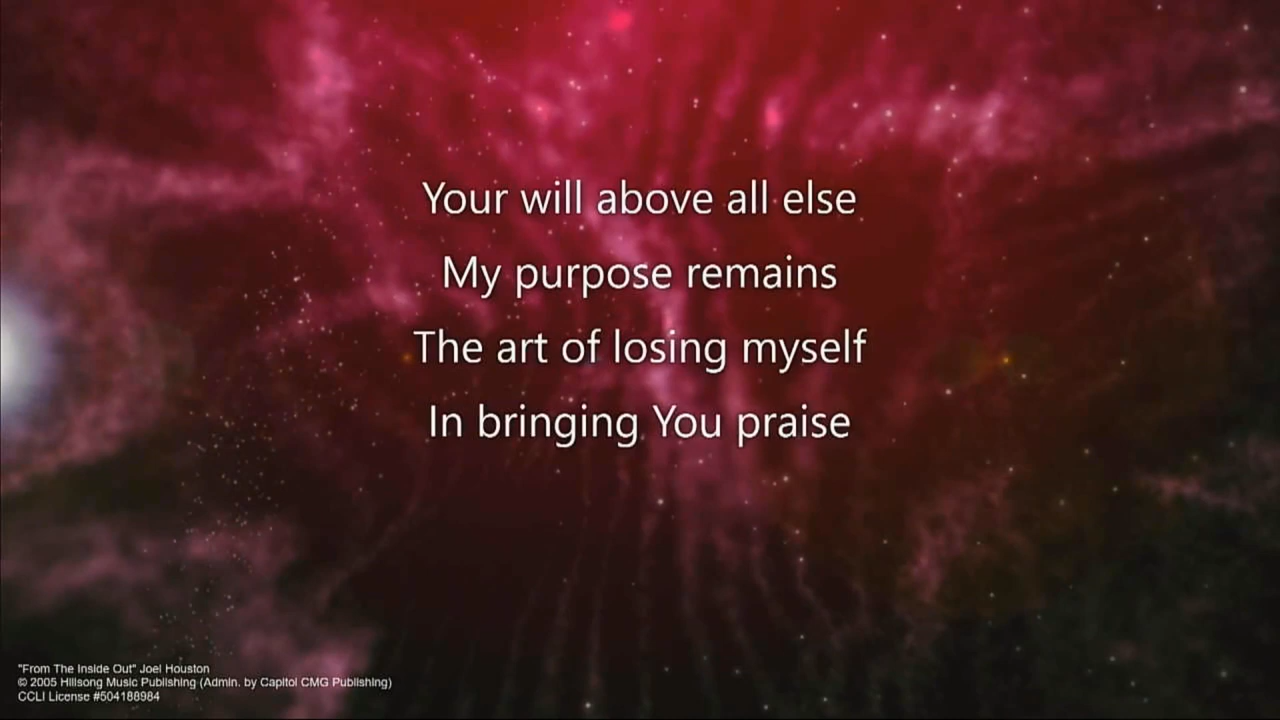 Your will above all else
My purpose remains
The art of losing myself
In bringing You praise
"From The Inside Out" Joel Houston
© 2005 Hillsong Music Publishing (Admin. by Capitol CMG Publishing)
CCLI License #504188984